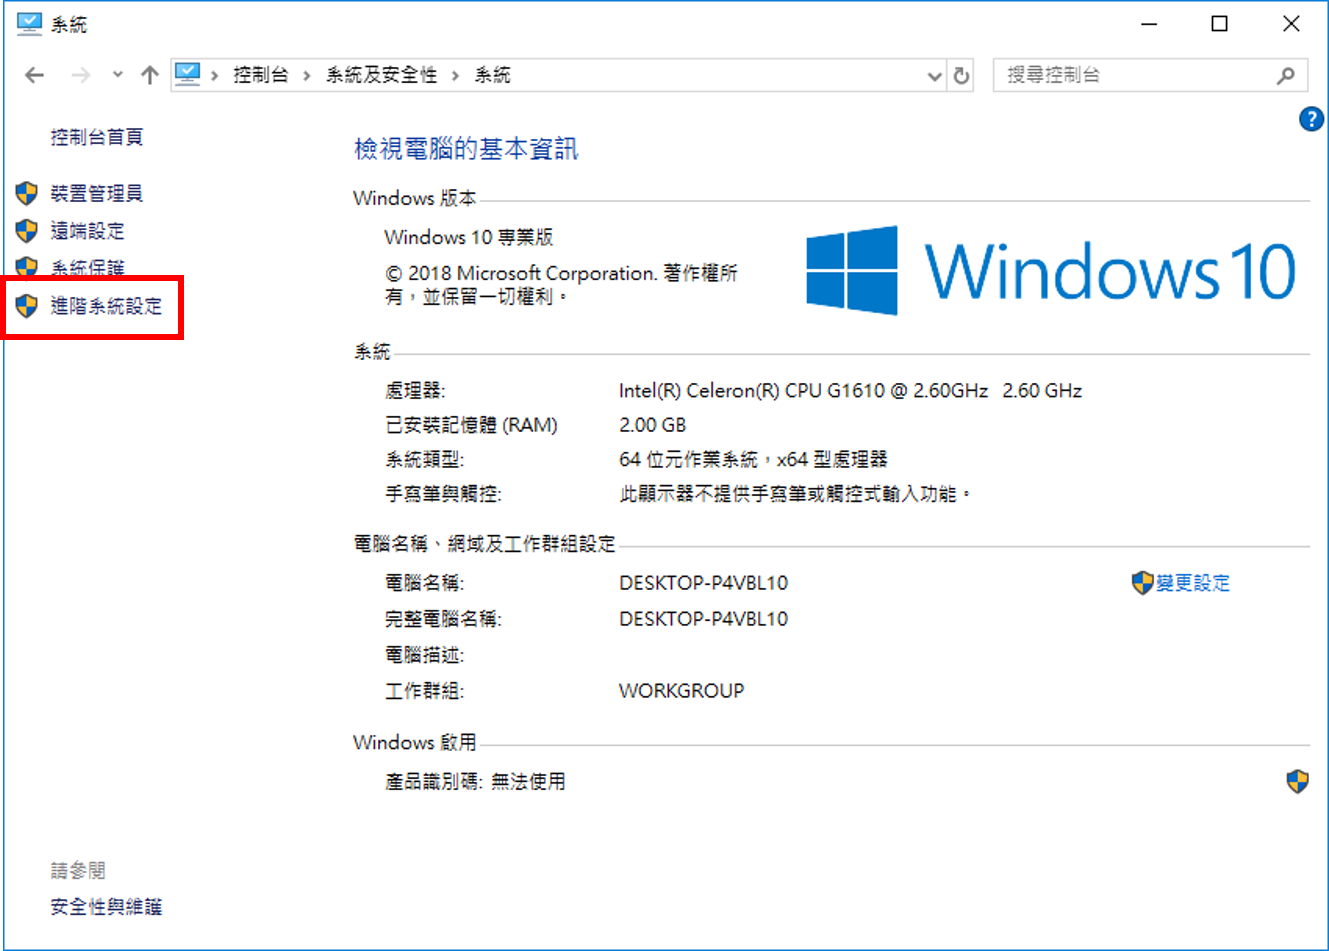 系統
控制台 › 系統及安全性 › 系統
搜尋控制台
控制台首頁
裝置管理員
遠端設定
系統保護
進階系統設定
檢視電腦的基本資訊
Windows 版本
Windows 10 專業版
© 2018 Microsoft Corporation. 著作權所
有，並保留一切權利。
Windows 10
系統
處理器: Intel(R) Celeron(R) CPU G1610 @ 2.60GHz 2.60 GHz
已安裝記憶體 (RAM) 2.00 GB
系統類型: 64 位元作業系統，x64 型處理器
手寫筆與觸控: 此顯示器不提供手寫筆或觸控式輸入功能。
電腦名稱、網域及工作群組設定
電腦名稱: DESKTOP-P4VBL10 變更設定
完整電腦名稱: DESKTOP-P4VBL10
電腦描述:
工作群組: WORKGROUP
Windows 啟用
產品識別碼: 無法使用
請參閱
安全性與維護